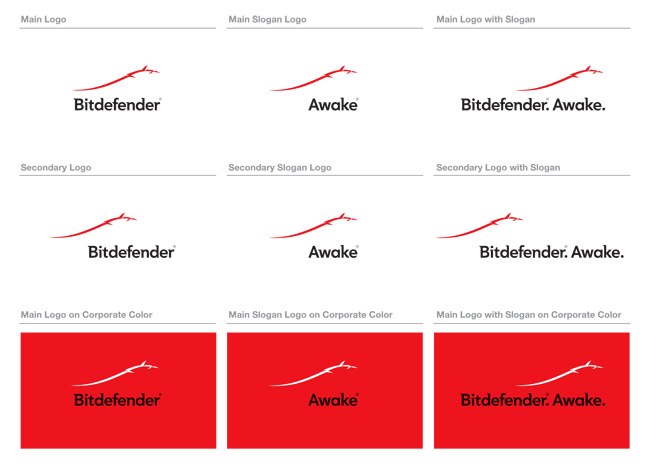 Main Logo
Main Slogan Logo
Main Logo with Slogan
Bitdefender®
Awake®
Bitdefender®. Awake.
Secondary Logo
Secondary Slogan Logo
Secondary Logo with Slogan
Bitdefender®
Awake®
Bitdefender®. Awake.
Main Logo on Corporate Color
Main Slogan Logo on Corporate Color
Main Logo with Slogan on Corporate Color
Bitdefender®
Awake®
Bitdefender®. Awake.